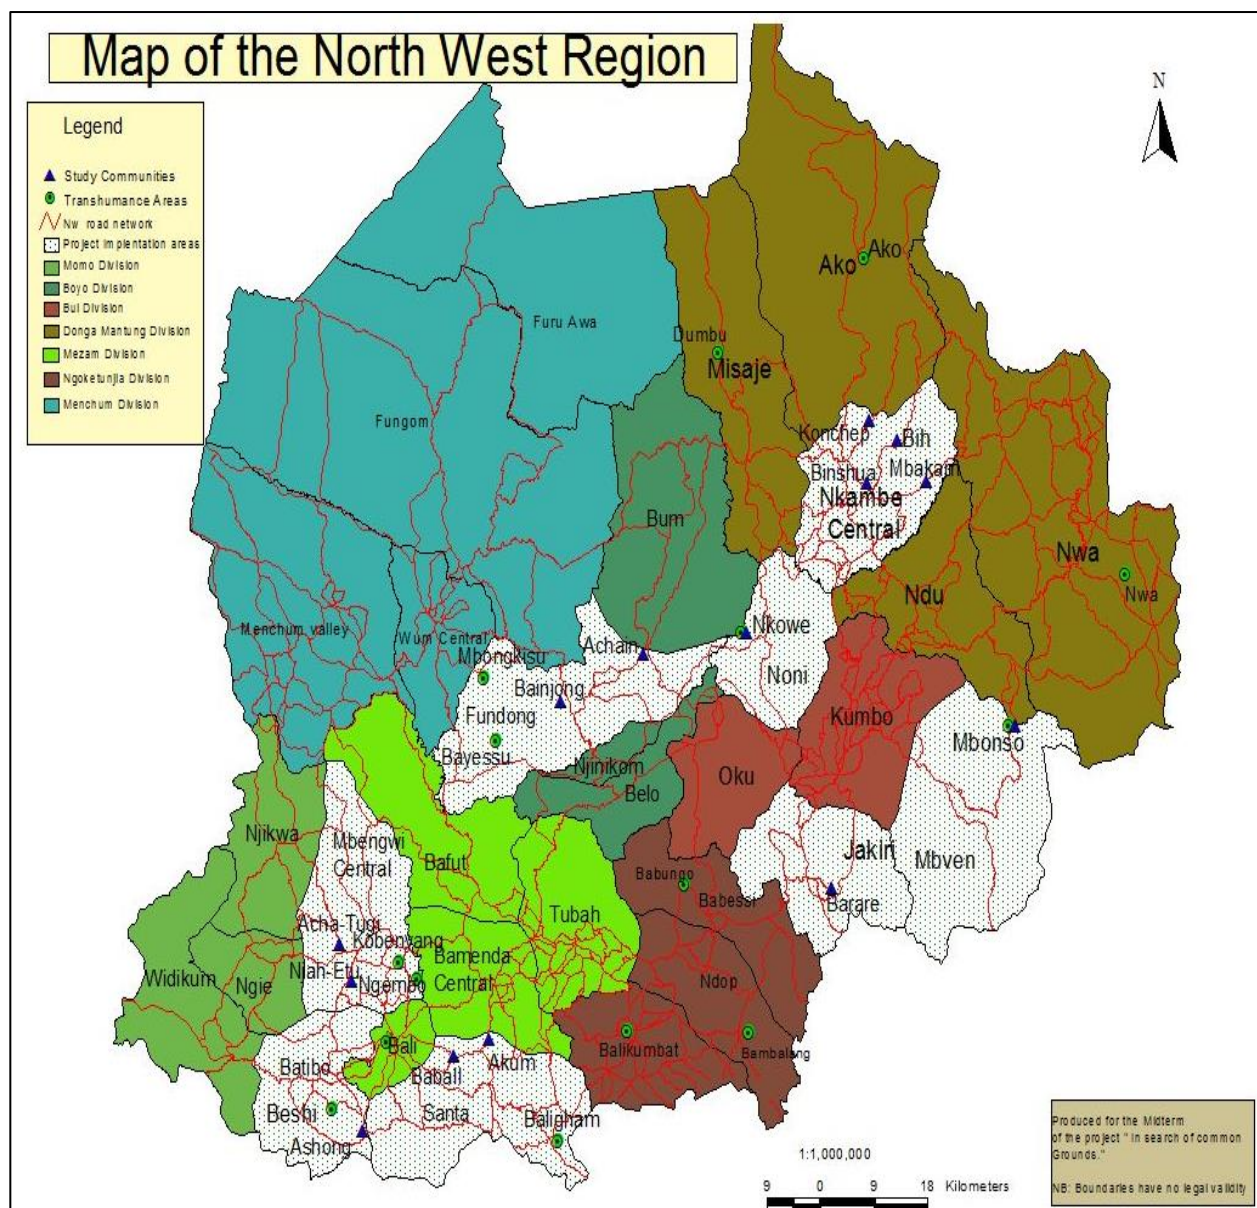 Map of the North West Region
N
Legend
Study Communities
Transhumance Areas
Nw road network
Project Implentation areas
Momo Division
Boyo Division
Bui Division
Donga Mantung Division
Mezam Division
Ngoketunjia Division
Menchum Division
Ako
Ako
Furu Awa
Dumbu
Misaje
Fungom
Konchep
Bih
Binshua
Mbakam
Nkambe
Central
Bum
Nwa
Nwa
Ndu
Menchum valley
Wum Central
Mbongkisu
Achain
Nkowe
Noni
Bainjong
Fundong
Bayessu
Kumbo
Mbonso
Njinikom
Belo
Oku
Njikwa
Mbengwi
Central
Bafut
Jakiri
Mbven
Babungo
Babessi
Barare
Tubah
Acha-Tugi
Kobenyang
Bamenda
Central
Widikum
Ngie
Niah-Etu
Ngembo
Ndop
Bali
Balikumbat
Bambalang
Batibo
Baball
Akum
Beshi
Santa
Baligham
Ashong
1:1,000,000
9 0 9 18 Kilometers
Produced for the Midterm
of the project " In search of common
Grounds."
NB: Boundaries have no legal validity